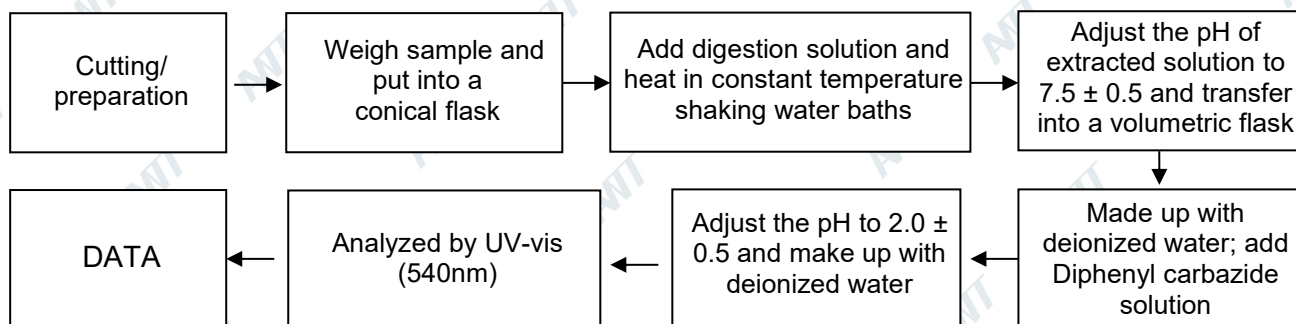 Cutting/
preparation
Weigh sample and
put into a
conical flask
Add digestion solution and
heat in constant temperature
shaking water baths
Adjust the pH of
extracted solution to
7.5 ± 0.5 and transfer
into a volumetric flask
Made up with
deionized water; add
Diphenyl carbazide
solution
Adjust the pH to 2.0 ±
0.5 and make up with
deionized water
Analyzed by UV-vis
(540nm)
DATA